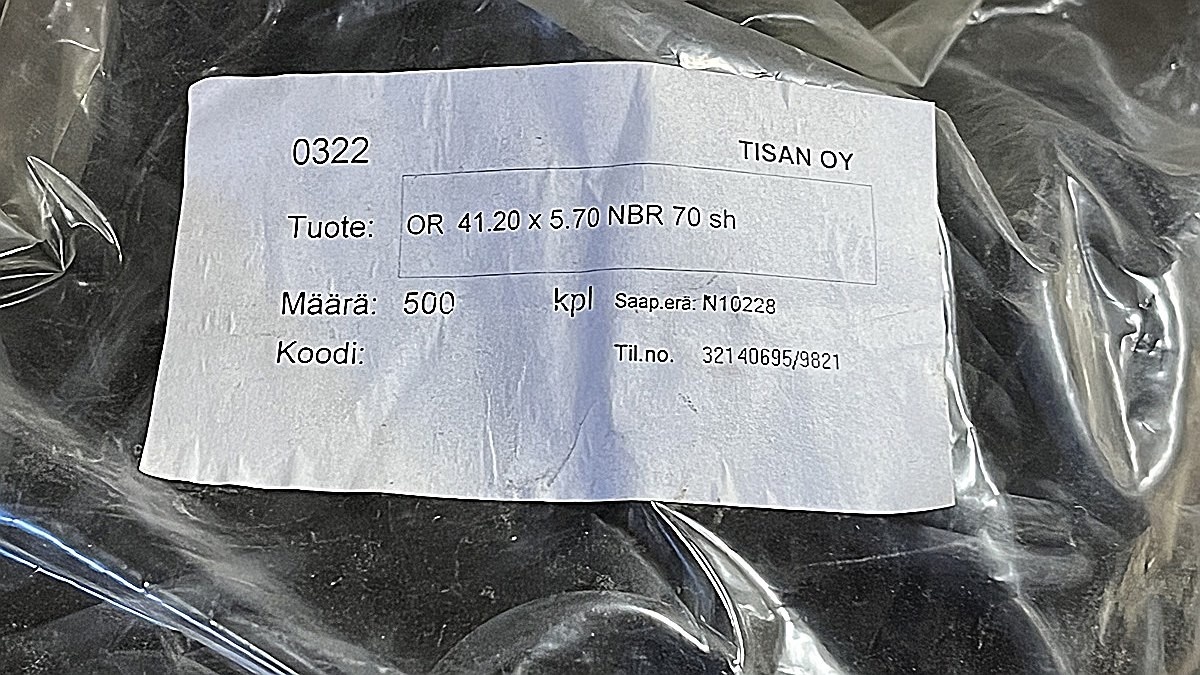 0322 TISAN OY
Tuote: OR 41.20 x 5.70 NBR 70 sh
Määrä: 500 kpl Saap.erä: N10228
Koodi: Til.no. 32140695/9821